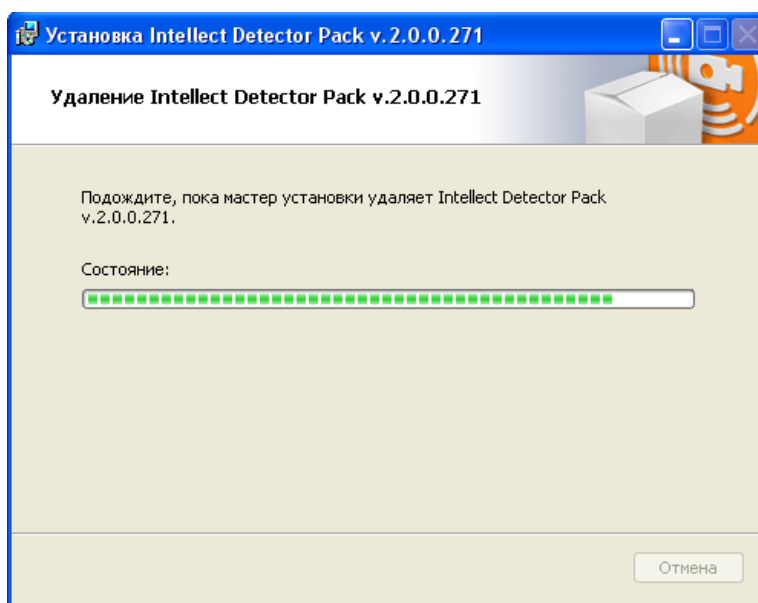 Установка Intellect Detector Pack v.2.0.0.271
Удаление Intellect Detector Pack v.2.0.0.271
Подождите, пока мастер установки удаляет Intellect Detector Pack
v.2.0.0.271.
Состояние:
Отмена